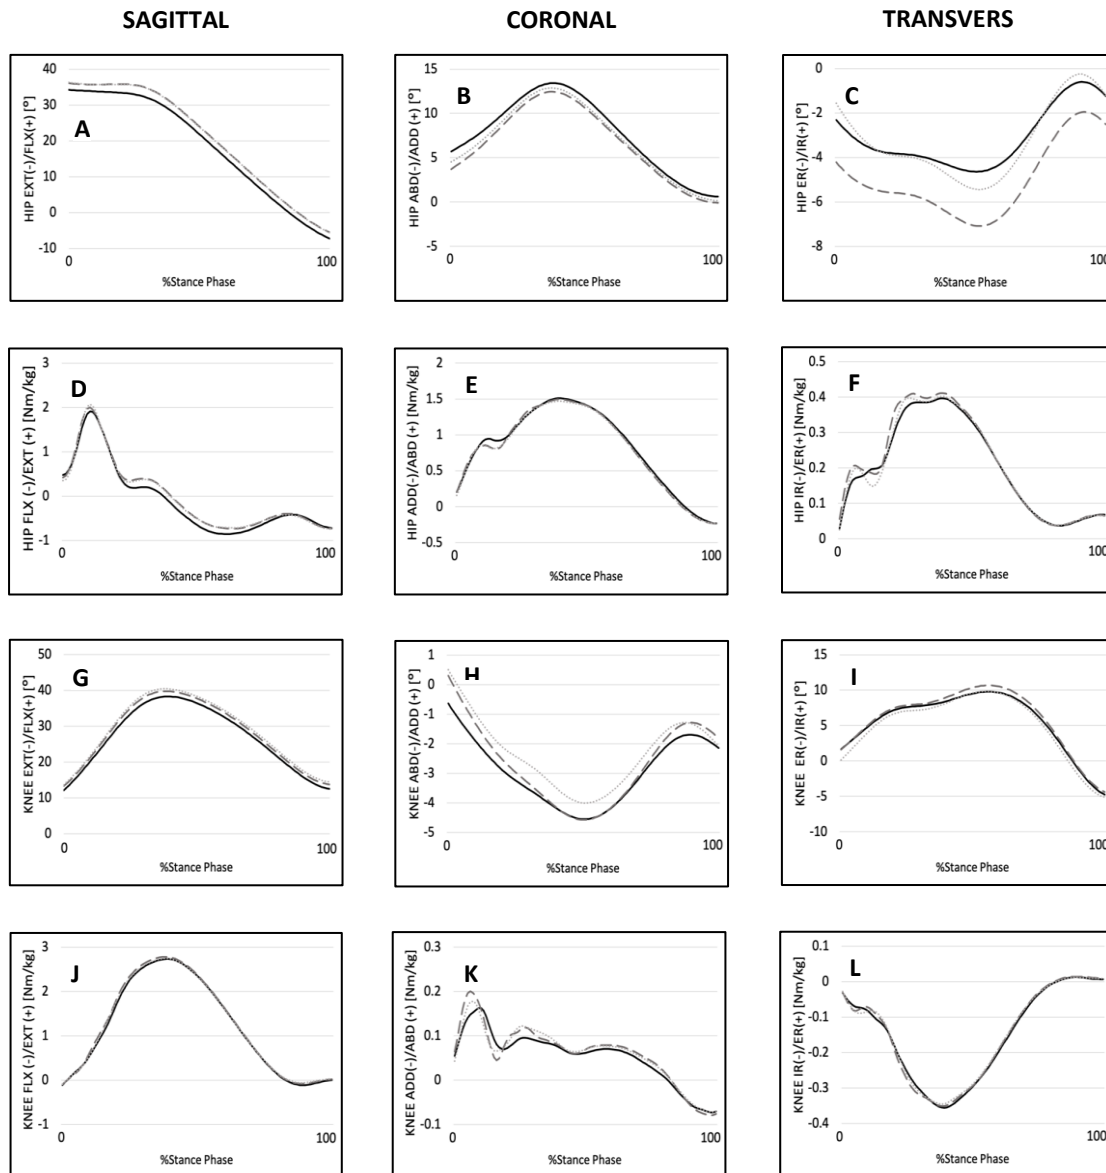 SAGITTAL CORONAL TRANSVERS
HIP EXT(-)/FLX(+) [°]
40
30
20
10
0
-10
A
0 100
%Stance Phase
HIP ABD(-)/ADD (+) [°]
15
10
5
0
-5
B
0 100
%Stance Phase
HIP ER(-)/IR(+) [°]
0
-2
-4
-6
-8
C
0 100
%Stance Phase
HIP FLX (-)/EXT (+) [Nm/kg]
3
2
1
0
-1
D
0 100
%Stance Phase
HIP ADD(-)/ABD (+) [Nm/kg]
2
1.5
1
0.5
0
-0.5
E
0 100
%Stance Phase
HIP IR(-)/ER(+) [Nm/kg]
0.5
0.4
0.3
0.2
0.1
0
F
0 100
%Stance Phase
KNEE EXT(-)/FLX(+) [°]
50
40
30
20
10
0
G
0 100
%Stance Phase
KNEE ABD(-)/ADD (+) [°]
1
0
-1
-2
-3
-4
-5
H
0 100
%Stance Phase
KNEE ER(-)/IR(+) [°]
15
10
5
0
-5
-10
I
0 100
%Stance Phase
KNEE FLX (-)/EXT (+) [Nm/kg]
3
2
1
0
-1
J
0 100
%Stance Phase
KNEE ADD(-)/ABD (+) [Nm/kg]
0.3
0.2
0.1
0
-0.1
K
0 100
%Stance Phase
KNEE IR(-)/ER(+) [Nm/kg]
0.1
0
-0.1
-0.2
-0.3
-0.4
L
0 100
%Stance Phase